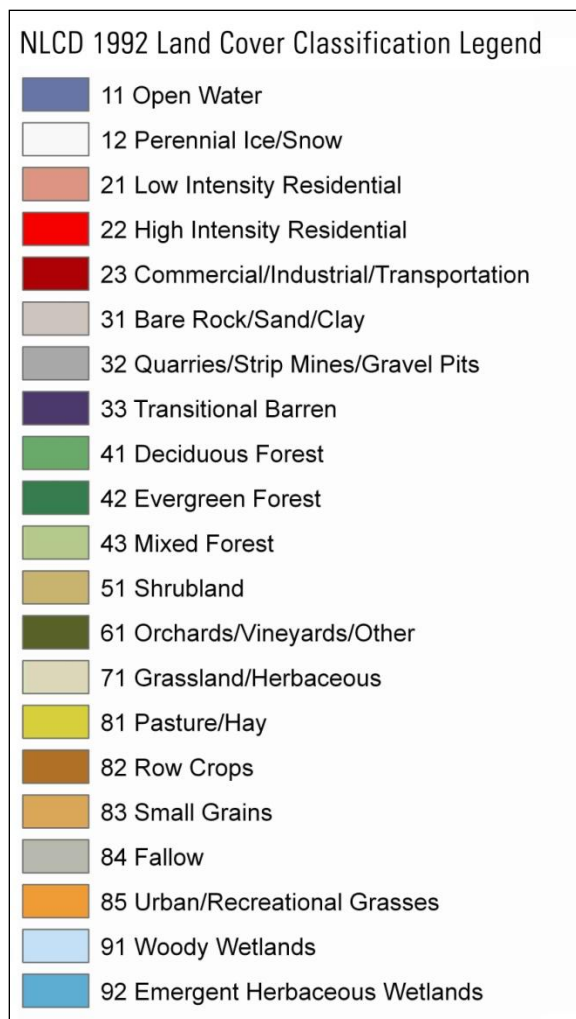 NLCD 1992 Land Cover Classification Legend
11 Open Water
12 Perennial Ice/Snow
21 Low Intensity Residential
22 High Intensity Residential
23 Commercial/Industrial/Transportation
31 Bare Rock/Sand/Clay
32 Quarries/Strip Mines/Gravel Pits
33 Transitional Barren
41 Deciduous Forest
42 Evergreen Forest
43 Mixed Forest
51 Shrubland
61 Orchards/Vineyards/Other
71 Grassland/Herbaceous
81 Pasture/Hay
82 Row Crops
83 Small Grains
84 Fallow
85 Urban/Recreational Grasses
91 Woody Wetlands
92 Emergent Herbaceous Wetlands